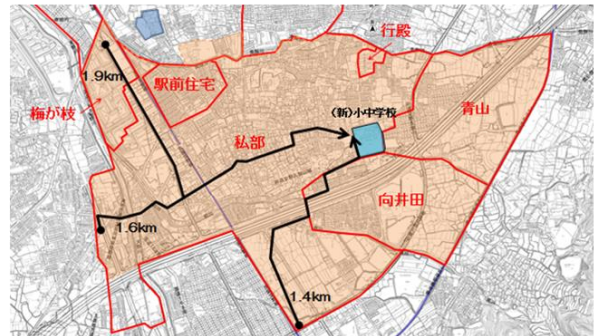 行殿
1.9km
駅前住宅
梅が枝
(新)小中学校
青山
私部
向井田
1.6km
1.4km